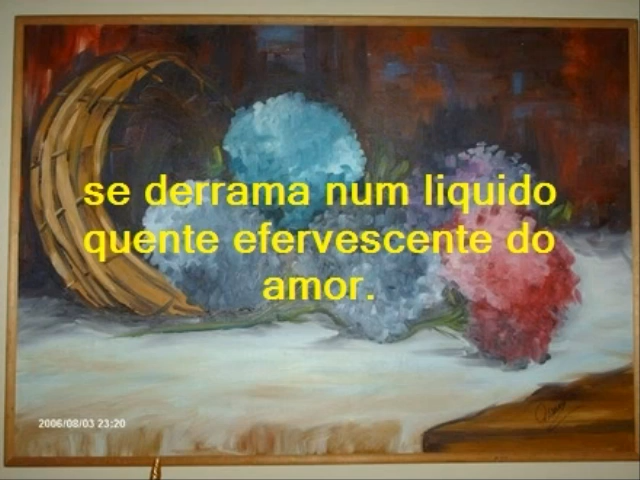 se derrama num liquido
quente efervescente do
amor.
2006/08/03 23:20